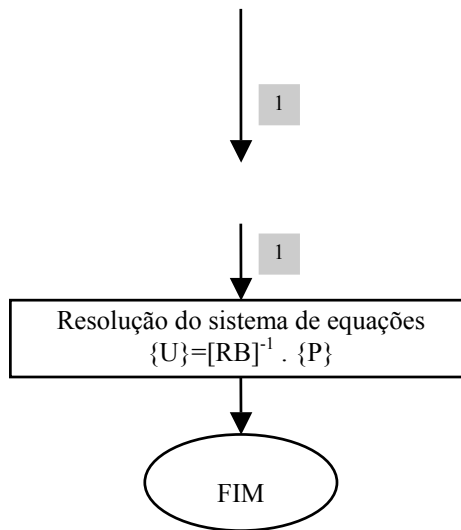 1
1
Resolução do sistema de equações
{U}=[RB]-1 . {P}
FIM